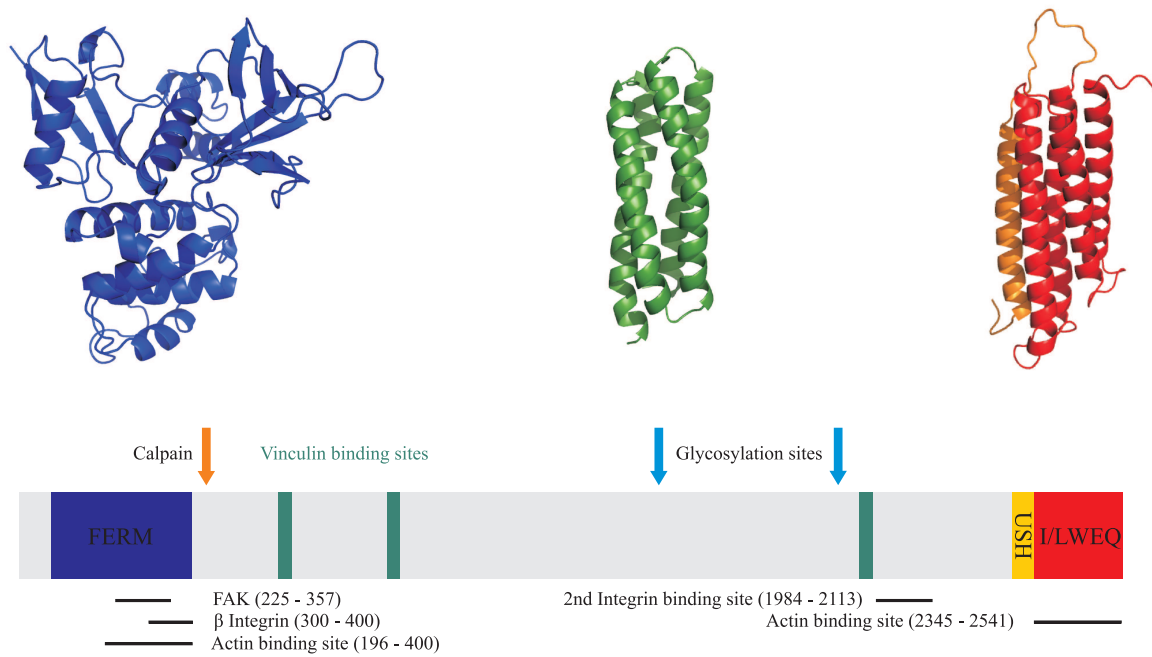 Calpain
Vinculin binding sites
Glycosylation sites
FERM
USH
I/LWEQ
FAK (225 - 357)
2nd Integrin binding site (1984 - 2113)
β Integrin (300 - 400)
Actin binding site (2345 - 2541)
Actin binding site (196 - 400)